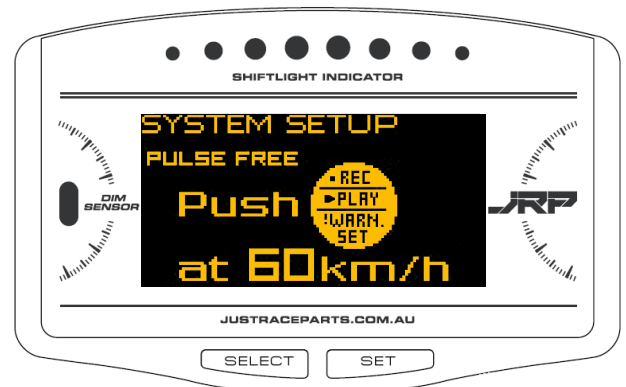 SHIFTLIGHT INDICATOR
SYSTEM SETUP
PULSE FREE
Push
•REC
▶PLAY
!WARN.
SET
at 60km/h
DIM
SENSOR
JRP
JUSTRACEPARTS.COM.AU
SELECT
SET